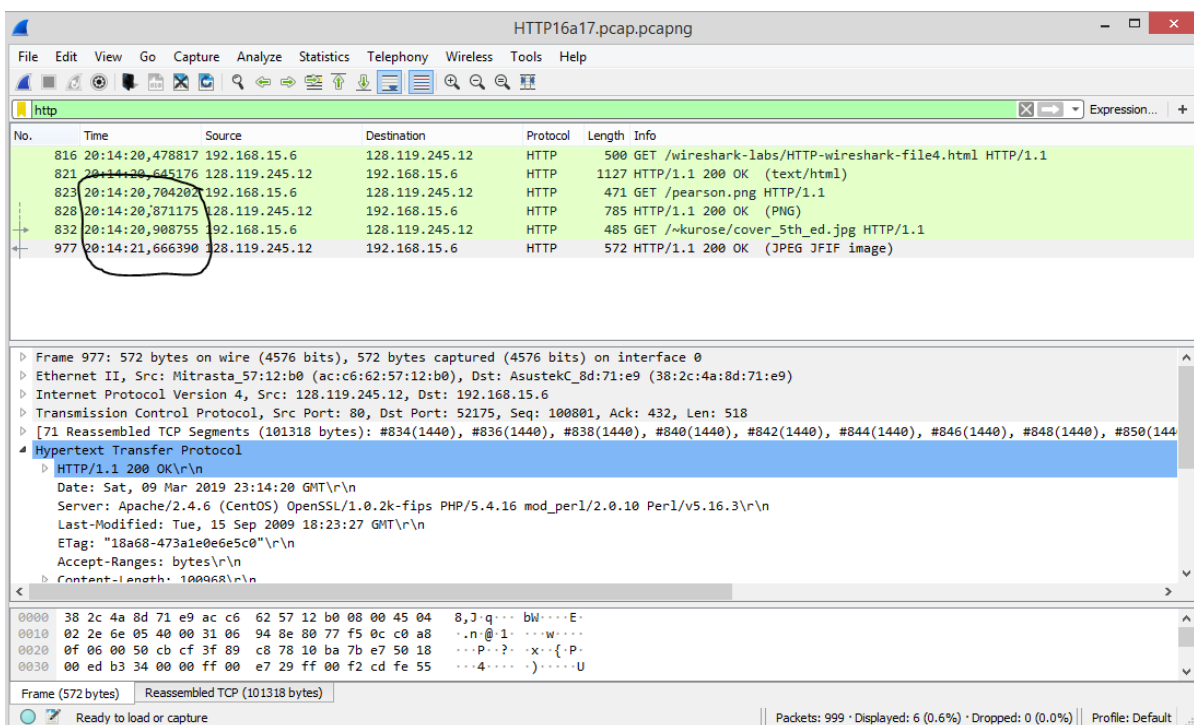 HTTP16a17.pcap.pcapng
File Edit View Go Capture Analyze Statistics Telephony Wireless Tools Help
http Expression... +
No. Time Source Destination Protocol Length Info
816 20:14:20,478817 192.168.15.6 128.119.245.12 HTTP 500 GET /wireshark-labs/HTTP-wireshark-file4.html HTTP/1.1
821 20:14:20,645176 128.119.245.12 192.168.15.6 HTTP 1127 HTTP/1.1 200 OK (text/html)
823 20:14:20,704202 192.168.15.6 128.119.245.12 HTTP 471 GET /pearson.png HTTP/1.1
828 20:14:20,871175 128.119.245.12 192.168.15.6 HTTP 785 HTTP/1.1 200 OK (PNG)
832 20:14:20,908755 192.168.15.6 128.119.245.12 HTTP 485 GET /~kurose/cover_5th_ed.jpg HTTP/1.1
977 20:14:21,666390 128.119.245.12 192.168.15.6 HTTP 572 HTTP/1.1 200 OK (JPEG JFIF image)
Frame 977: 572 bytes on wire (4576 bits), 572 bytes captured (4576 bits) on interface 0
Ethernet II, Src: Mitrasta_57:12:b0 (ac:c6:62:57:12:b0), Dst: AsustekC_8d:71:e9 (38:2c:4a:8d:71:e9)
Internet Protocol Version 4, Src: 128.119.245.12, Dst: 192.168.15.6
Transmission Control Protocol, Src Port: 80, Dst Port: 52175, Seq: 100801, Ack: 432, Len: 518
[71 Reassembled TCP Segments (101318 bytes): #834(1440), #836(1440), #838(1440), #840(1440), #842(1440), #844(1440), #846(1440), #848(1440), #850(144
Hypertext Transfer Protocol
HTTP/1.1 200 OK\r\n
Date: Sat, 09 Mar 2019 23:14:20 GMT\r\n
Server: Apache/2.4.6 (CentOS) OpenSSL/1.0.2k-fips PHP/5.4.16 mod_perl/2.0.10 Perl/v5.16.3\r\n
Last-Modified: Tue, 15 Sep 2009 18:23:27 GMT\r\n
ETag: "18a68-473a1e0e6e5c0"\r\n
Accept-Ranges: bytes\r\n
Content-Length: 100968\r\n
0000 38 2c 4a 8d 71 e9 ac c6 62 57 12 b0 08 00 45 04 8,J·q··· bW····E·
0010 02 2e 6e 05 40 00 31 06 94 8e 80 77 f5 0c c0 a8 ·.n·@·1· ···w····
0020 0f 06 00 50 cb cf 3f 89 c8 78 10 ba 7b e7 50 18 ···P··?· ·x··{·P·
0030 00 ed b3 34 00 00 ff 00 e7 29 ff 00 f2 cd fe 55 ···4···· ·)·····U
Frame (572 bytes) Reassembled TCP (101318 bytes)
Ready to load or capture Packets: 999 · Displayed: 6 (0.6%) · Dropped: 0 (0.0%) Profile: Default